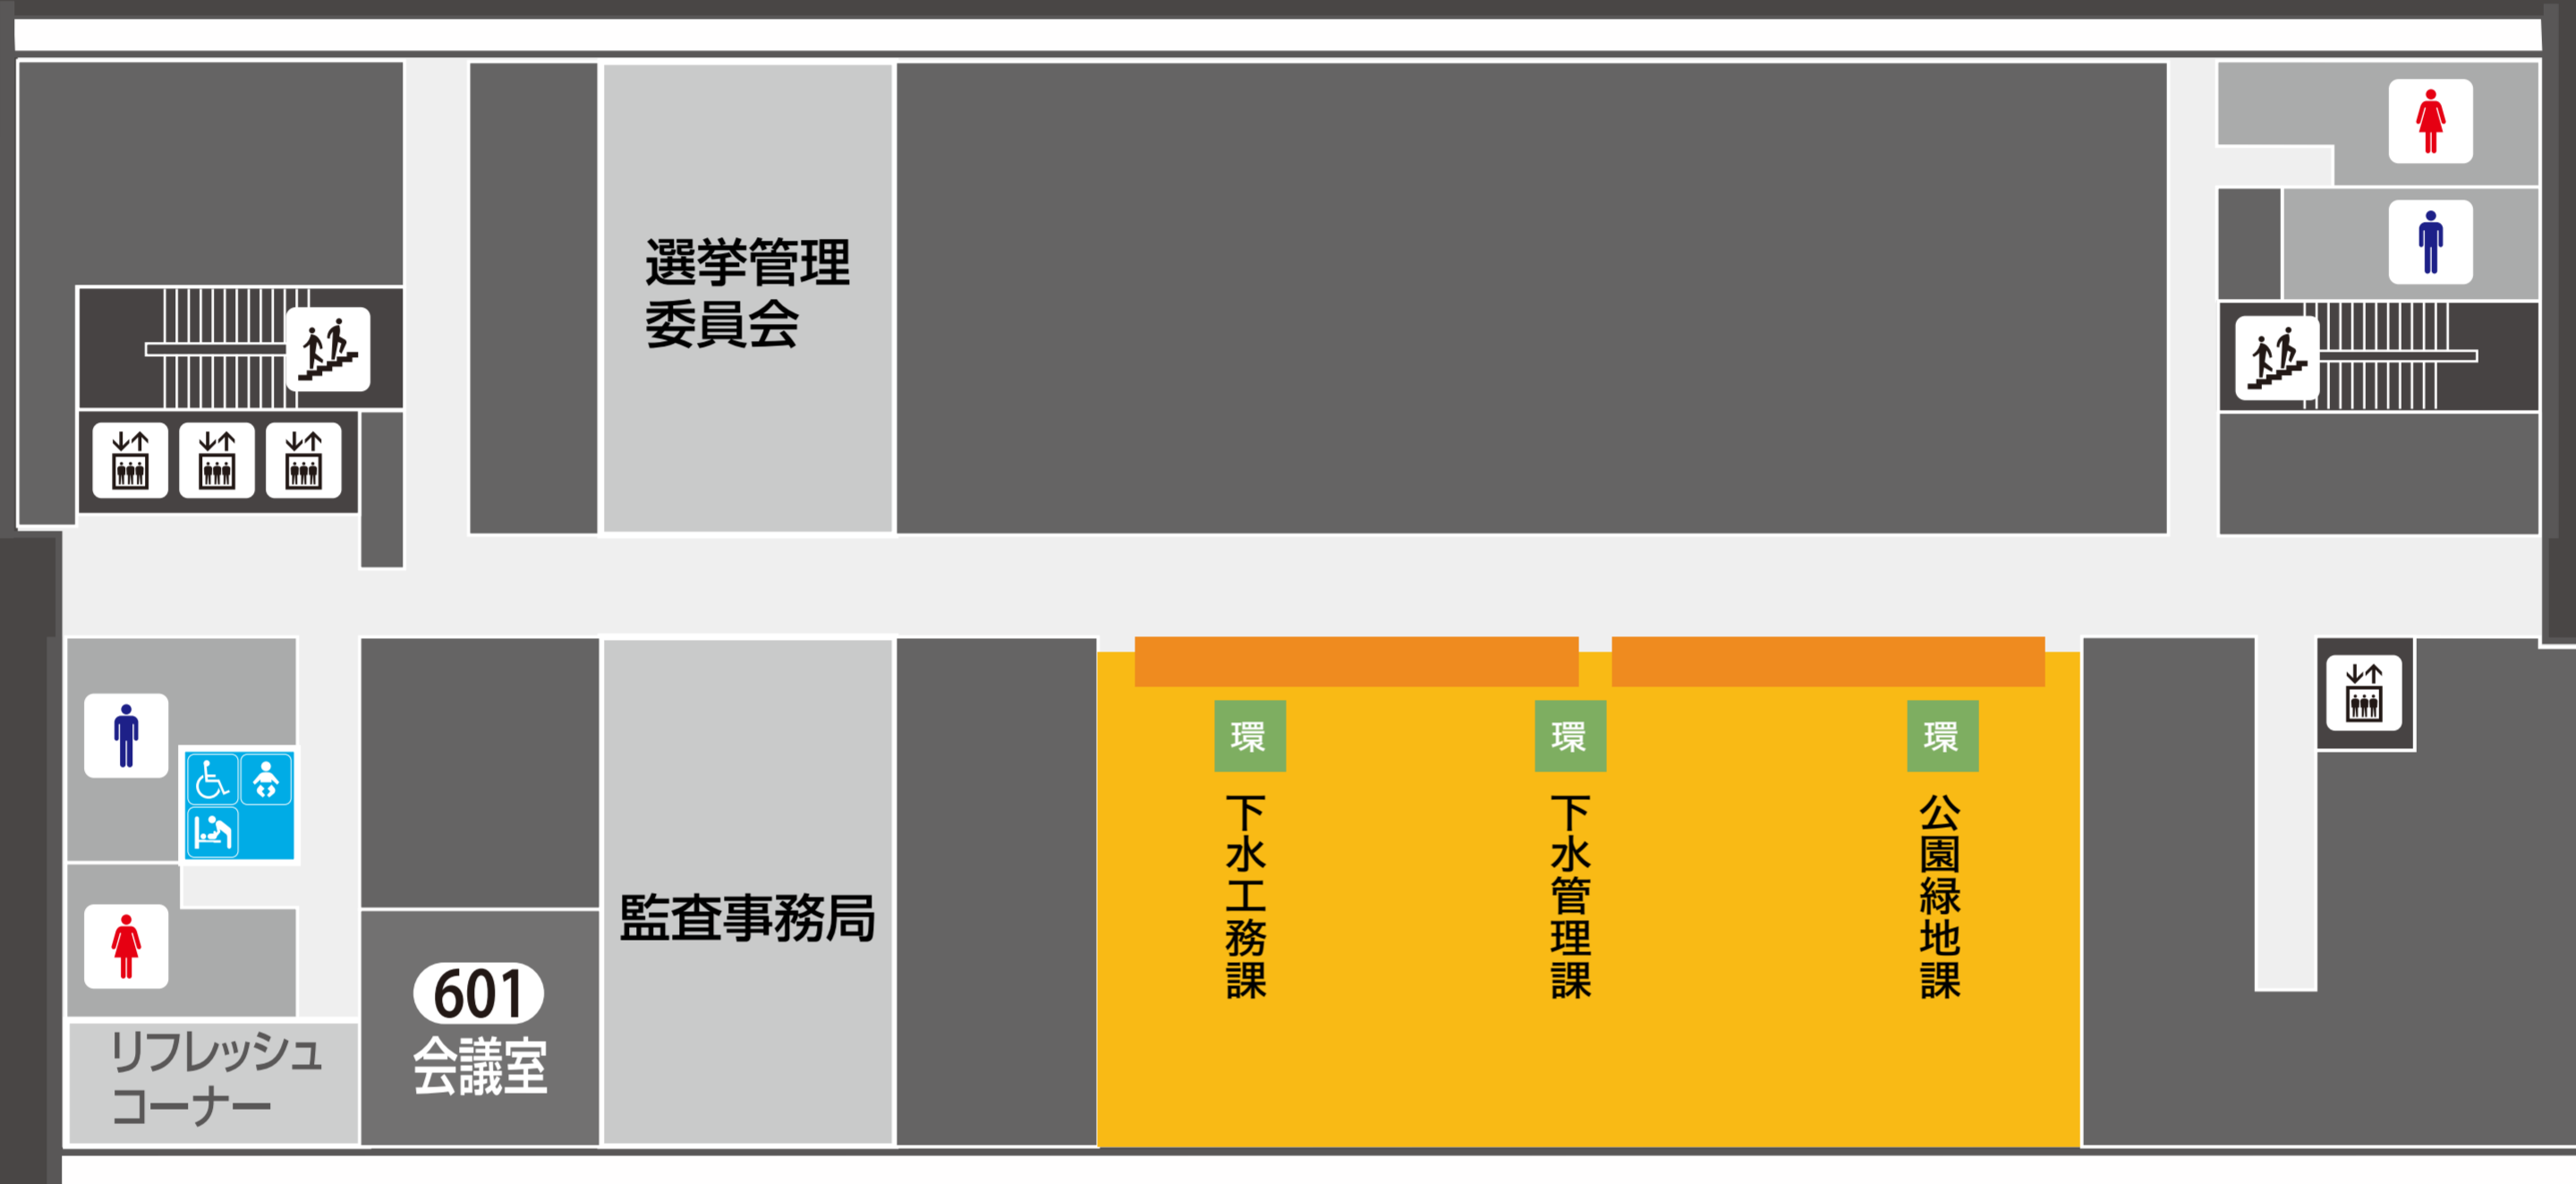 選挙管理
委員会
環
環
環
下水工務課
下水管理課
公園緑地課
監査事務局
601
会議室
リフレッシュ
コーナー